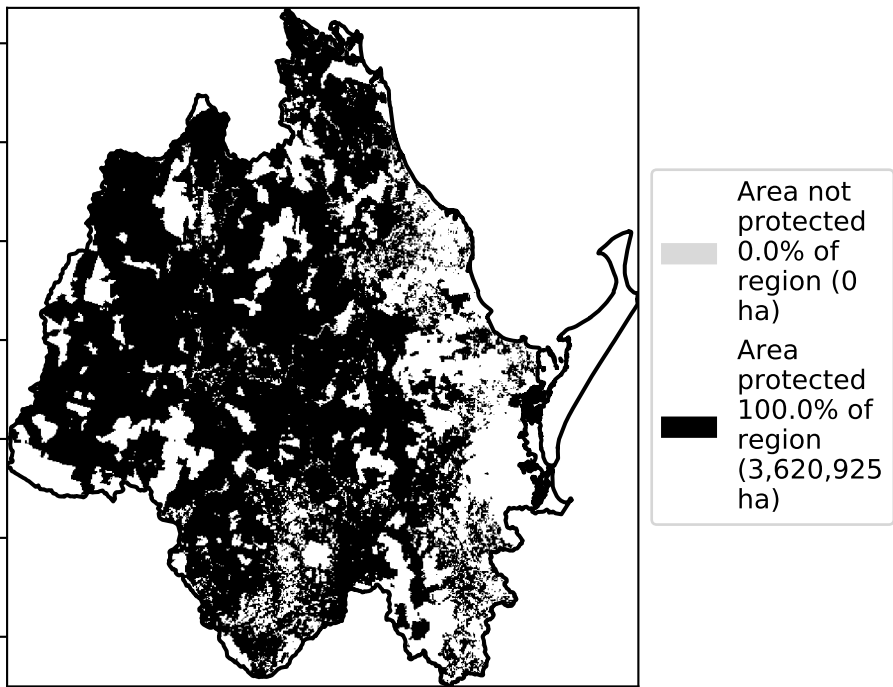 Area not
protected
0.0% of
region (0
ha)
Area
protected
100.0% of
region
(3,620,925
ha)